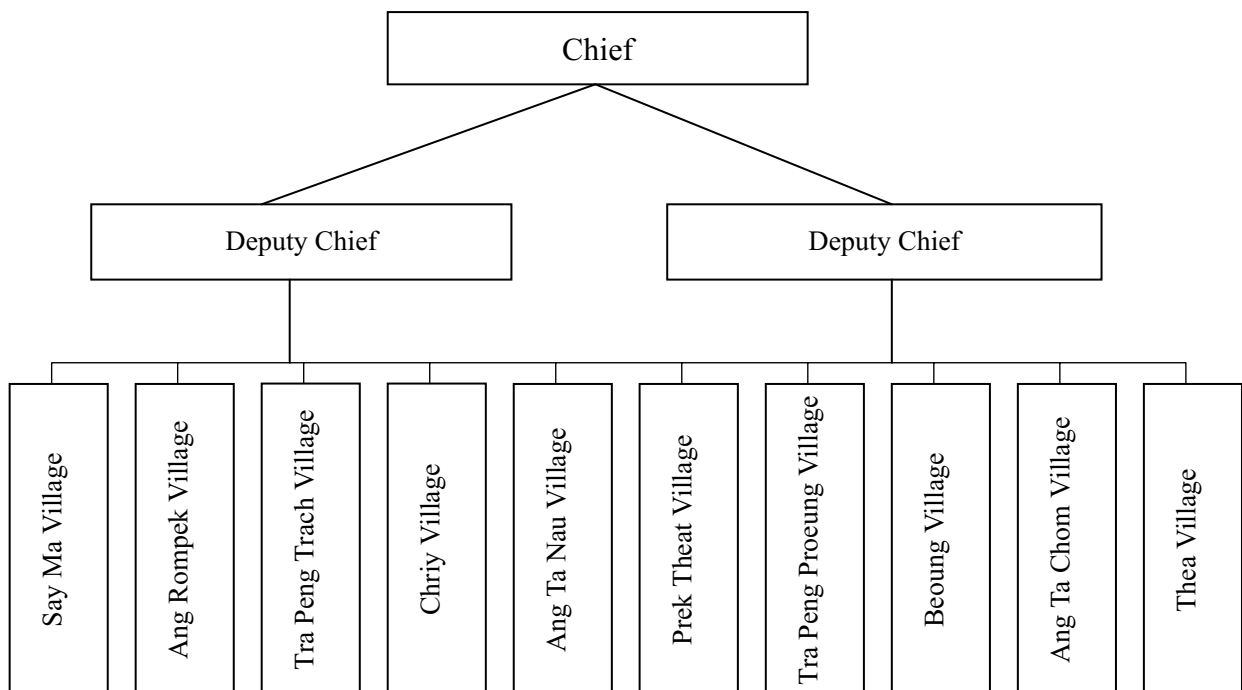 Chief
Deputy Chief
Deputy Chief
Say Ma Village
Ang Rompek Village
Tra Peng Trach Village
Chriy Village
Ang Ta Nau Village
Prek Theat Village
Tra Peng Proeung Village
Beoung Village
Ang Ta Chom Village
Thea Village